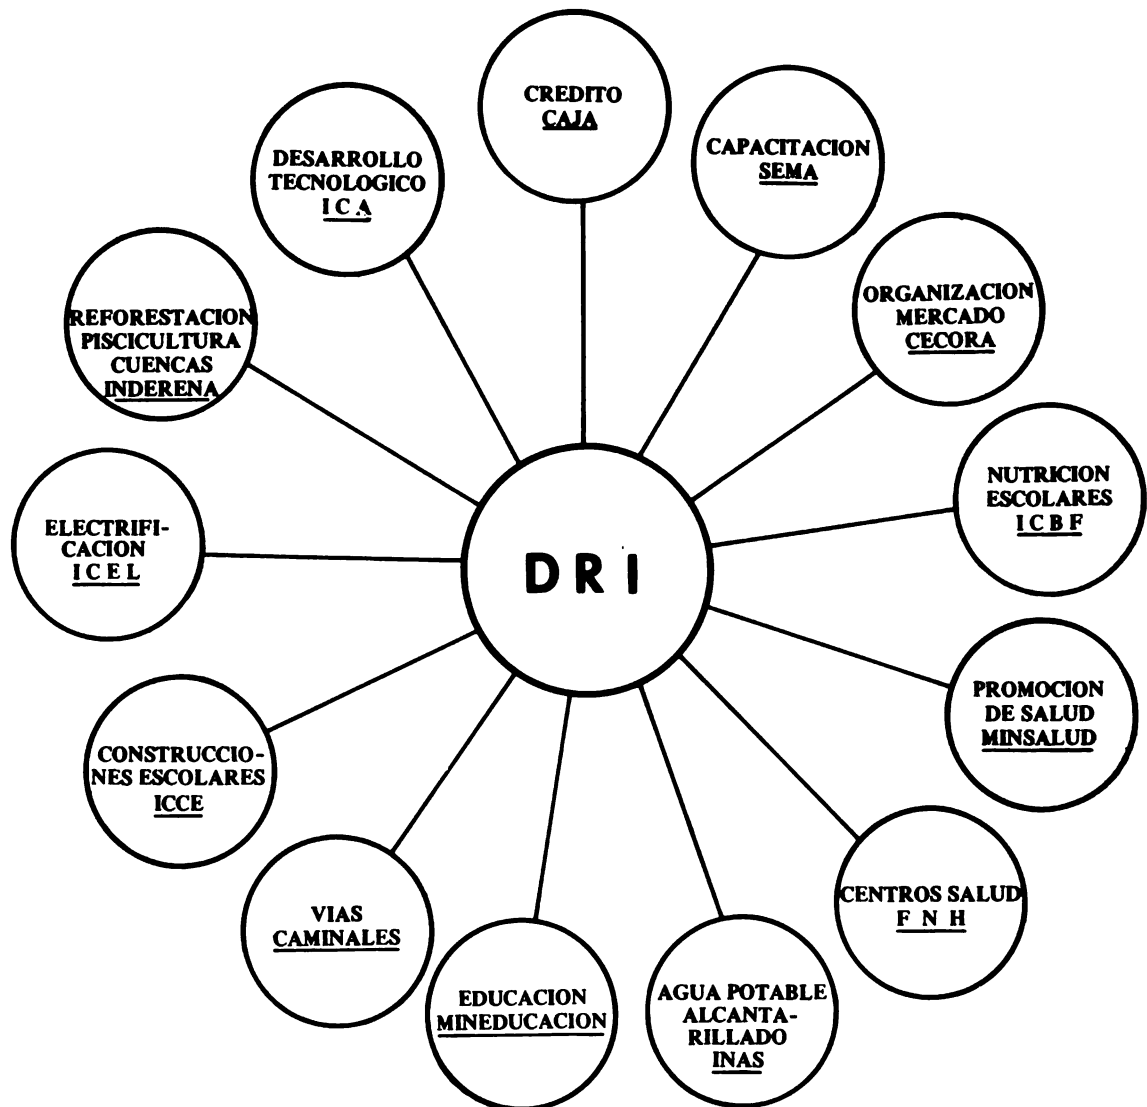 CREDITO
CAJA
CAPACITACION
SEMA
ORGANIZACION
MERCADO
CECORA
NUTRICION
ESCOLARES
I C B F
PROMOCION
DE SALUD
MINSALUD
CENTROS SALUD
F N H
AGUA POTABLE
ALCANTA-
RILLADO
INAS
EDUCACION
MINEDUCACION
VIAS
CAMINALES
CONSTRUCCIO-
NES ESCOLARES
ICCE
ELECTRIFI-
CACION
I C E L
REFORESTACION
PISCICULTURA
CUENCAS
INDERENA
DESARROLLO
TECNOLOGICO
I C A
D R I